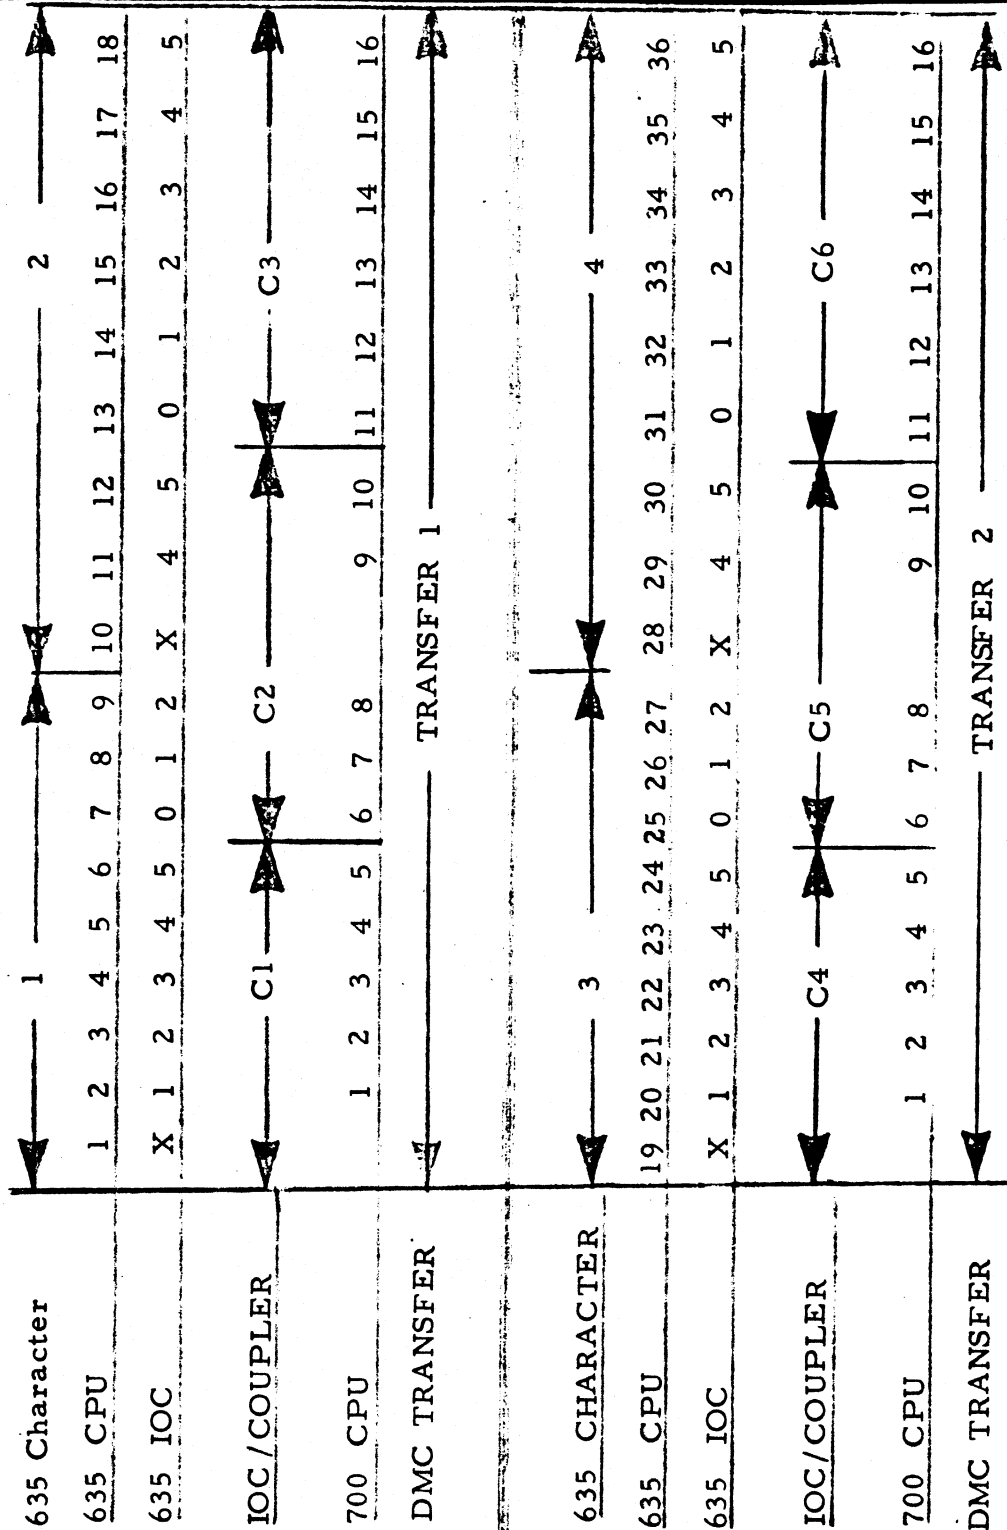 635 Character 1 2
635 CPU 1 2 3 4 5 6 7 8 9 10 11 12 13 14 15 16 17 18
635 IOC X 1 2 3 4 5 0 1 2 X 4 5 0 1 2 3 4 5
IOC/COUPLER C1 C2 C3
700 CPU 1 2 3 4 5 6 7 8 9 10 11 12 13 14 15 16
DMC TRANSFER TRANSFER 1
635 CHARACTER 3 4
635 CPU 19 20 21 22 23 24 25 26 27 28 29 30 31 32 33 34 35 36
635 IOC X 1 2 3 4 5 0 1 2 X 4 5 0 1 2 3 4 5
IOC/COUPLER C4 C5 C6
700 CPU 1 2 3 4 5 6 7 8 9 10 11 12 13 14 15 16
DMC TRANSFER TRANSFER 2